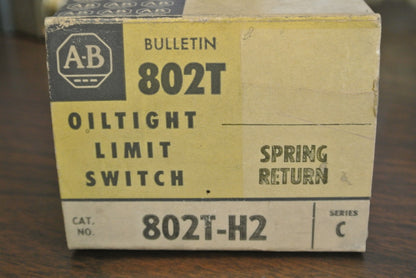 A-B
BULLETIN
802T
OILTIGHT
LIMIT
SWITCH
SPRING
RETURN
CAT.
NO.
802T-H2
SERIES
C